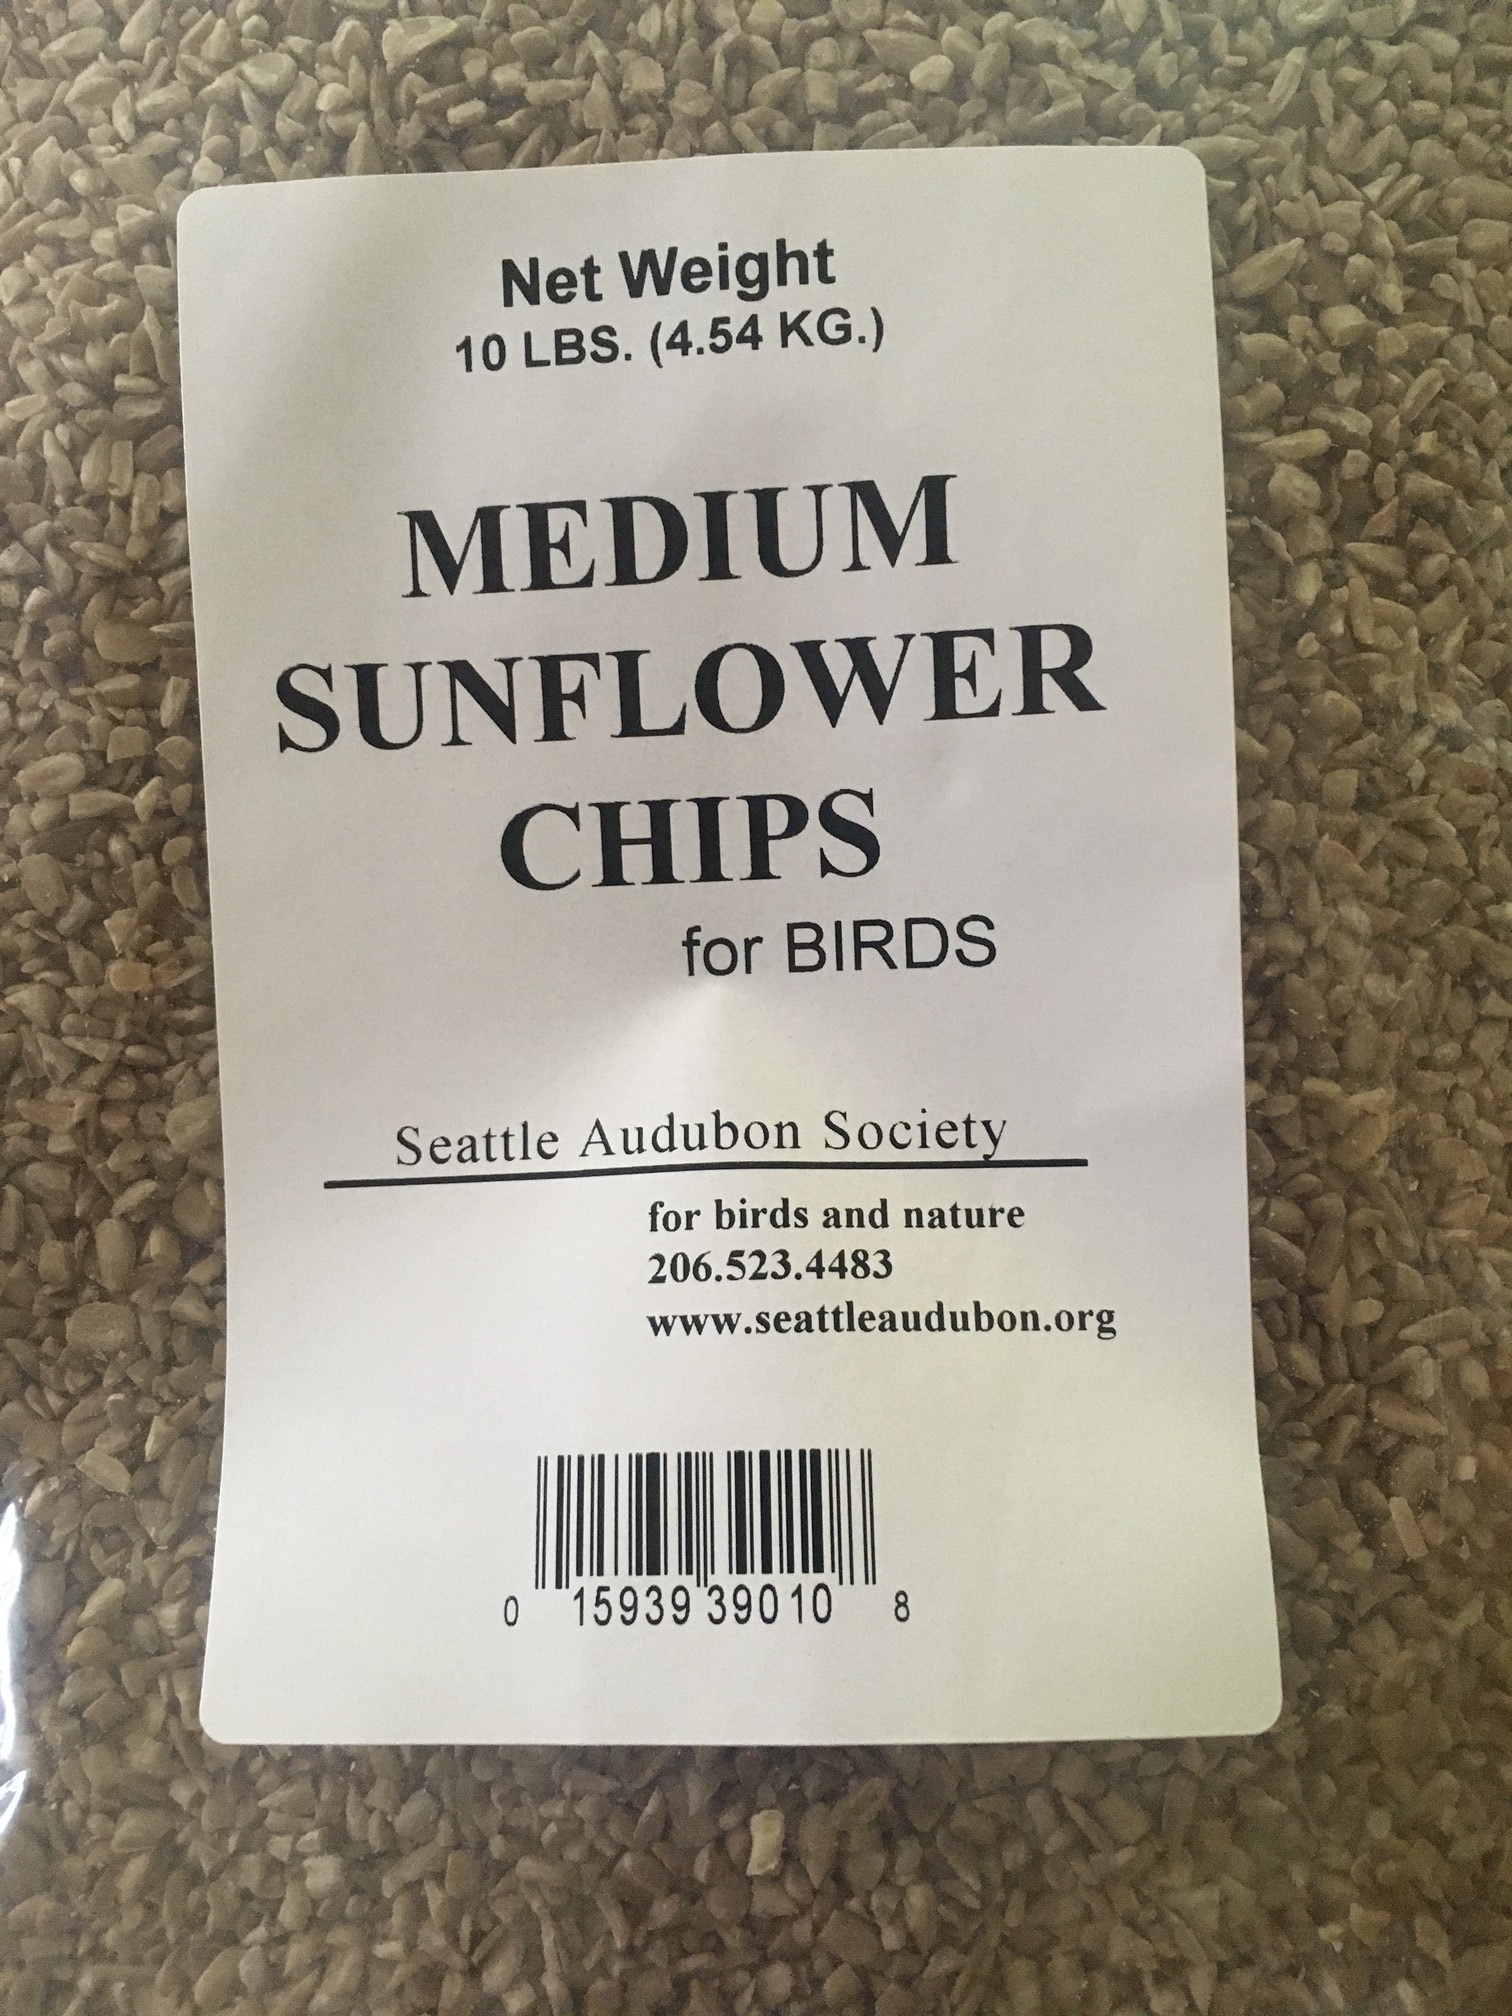 Net Weight
10 LBS. (4.54 KG.)
MEDIUM
SUNFLOWER
CHIPS
for BIRDS
Seattle Audubon Society
for birds and nature
206.523.4483
www.seattleaudubon.org
0 15939 39010 8